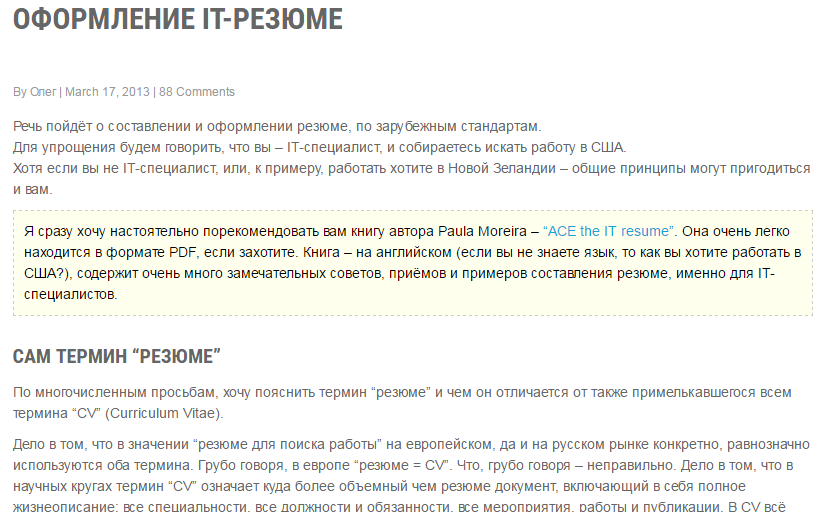 ОФОРМЛЕНИЕ IT-РЕЗЮМЕ
By Олег | March 17, 2013 | 88 Comments
Речь пойдёт о составлении и оформлении резюме, по зарубежным стандартам.
Для упрощения будем говорить, что вы – IT-специалист, и собираетесь искать работу в США.
Хотя если вы не IT-специалист, или, к примеру, работать хотите в Новой Зеландии – общие принципы могут пригодиться
и вам.
Я сразу хочу настоятельно порекомендовать вам книгу автора Paula Moreira – “ACE the IT resume”. Она очень легко
находится в формате PDF, если захотите. Книга – на английском (если вы не знаете язык, то как вы хотите работать в
США?), содержит очень много замечательных советов, приёмов и примеров составления резюме, именно для IT-
специалистов.
САМ ТЕРМИН “РЕЗЮМЕ”
По многочисленным просьбам, хочу пояснить термин “резюме” и чем он отличается от также примелькавшегося всем
термина “CV” (Curriculum Vitae).
Дело в том, что в значении “резюме для поиска работы” на европейском, да и на русском рынке конкретно, равнозначно
используются оба термина. Грубо говоря, в европе “резюме = CV”. Что, грубо говоря – неправильно. Дело в том, что в
научных кругах термин “CV” означает куда более объемный чем резюме документ, включающий в себя полное
жизнеописание: все специальности, все должности и обязанности, все мероприятия, работы и публикации. В CV всё